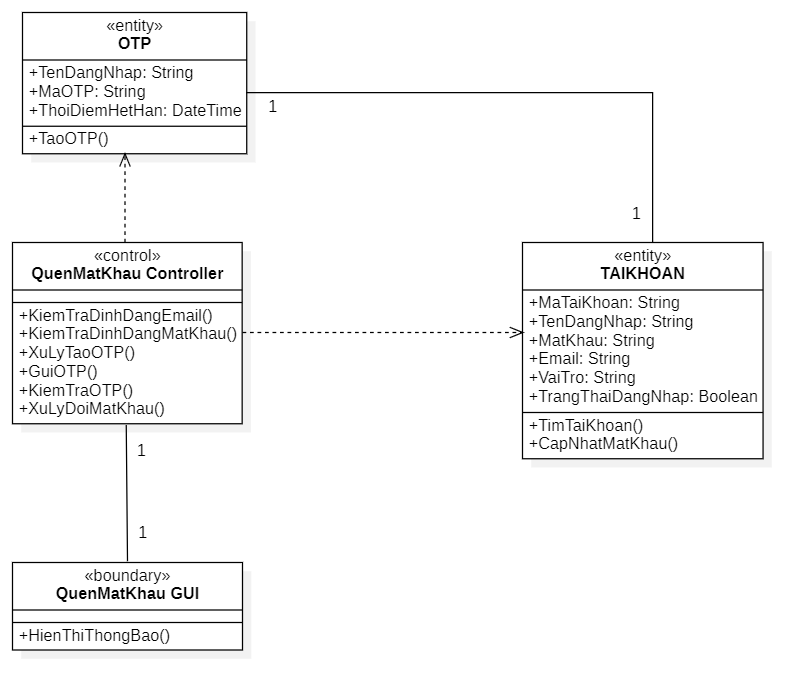 «entity»
OTP
+TenDangNhap: String
+MaOTP: String
+ThoiDiemHetHan: DateTime
+TaoOTP()
1
1
«control»
QuenMatKhau Controller
+KiemTraDinhDangEmail()
+KiemTraDinhDangMatKhau()
+XuLyTaoOTP()
+GuiOTP()
+KiemTraOTP()
+XuLyDoiMatKhau()
«entity»
TAIKHOAN
+MaTaiKhoan: String
+TenDangNhap: String
+MatKhau: String
+Email: String
+VaiTro: String
+TrangThaiDangNhap: Boolean
+TimTaiKhoan()
+CapNhatMatKhau()
1
1
«boundary»
QuenMatKhau GUI
+HienThiThongBao()